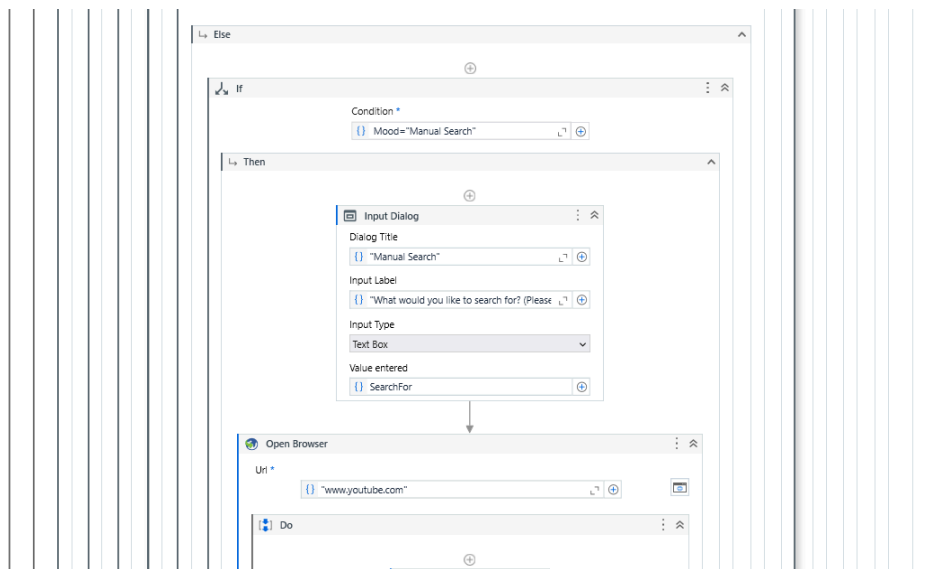 Else
If
Condition *
Mood="Manual Search"
Then
Input Dialog
Dialog Title
"Manual Search"
Input Label
"What would you like to search for? (Please
Input Type
Text Box
Value entered
SearchFor
Open Browser
Url *
"www.youtube.com"
Do